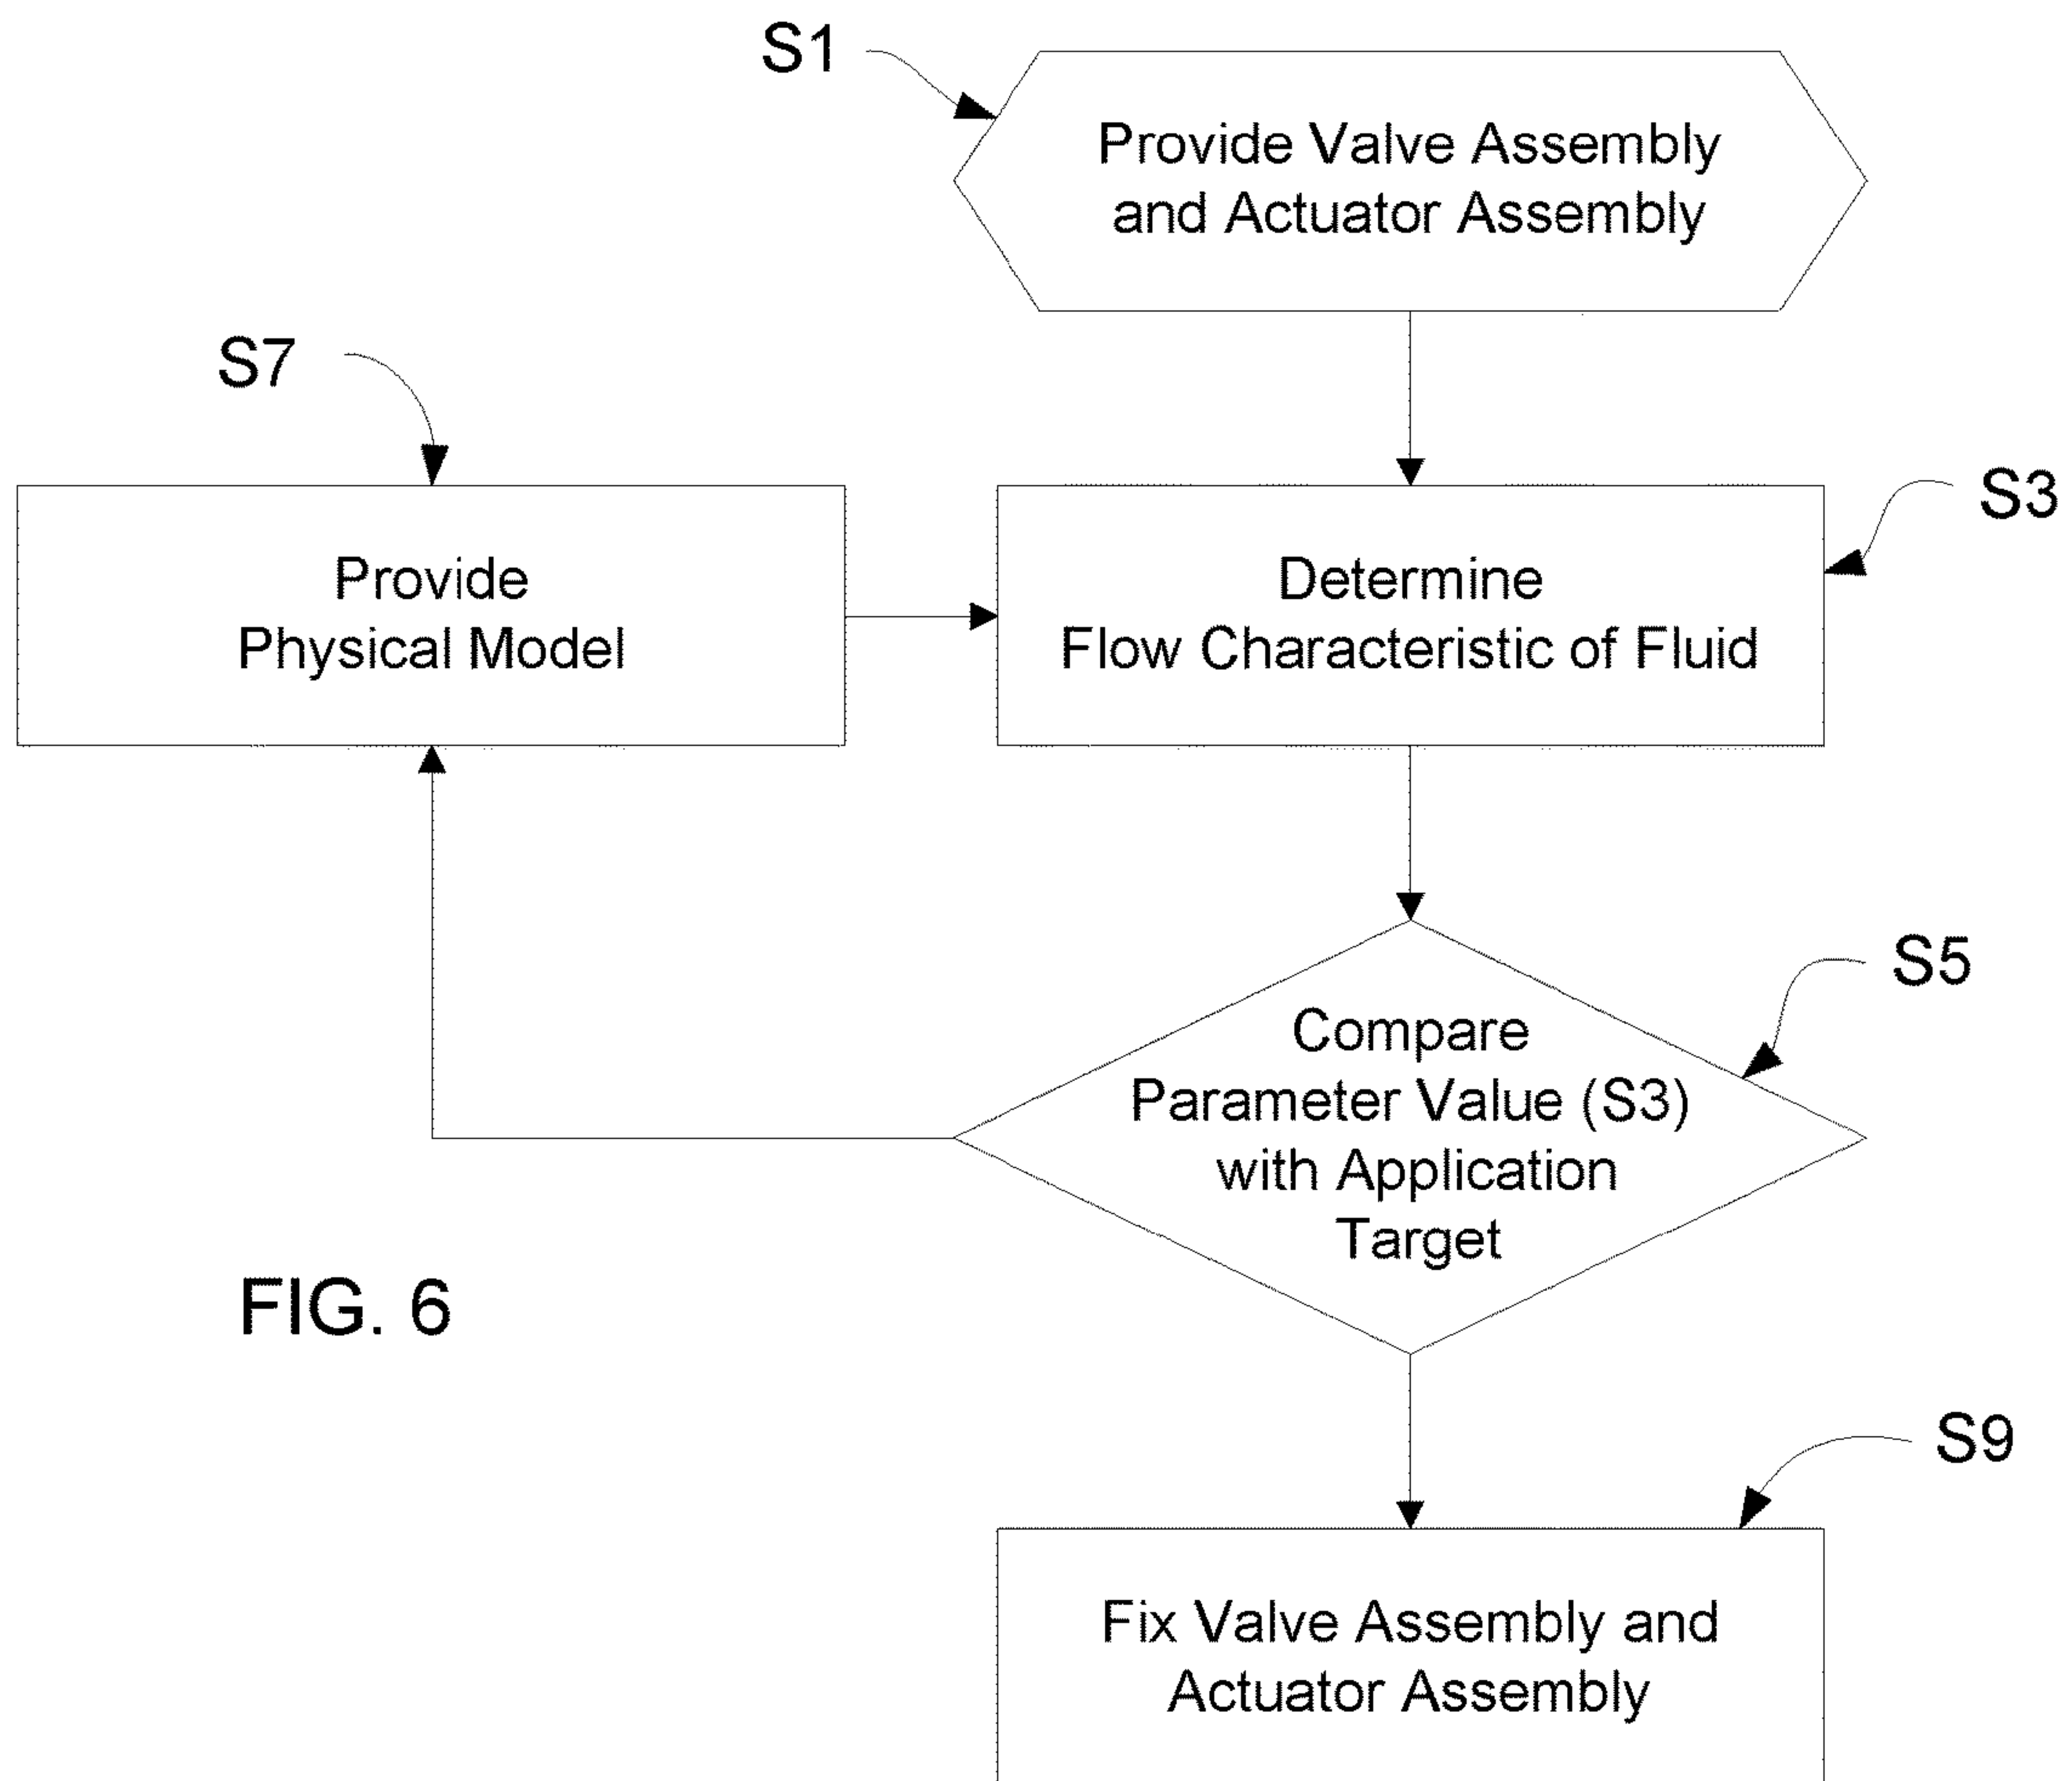 S1
Provide Valve Assembly
and Actuator Assembly
S7
Provide
Physical Model
S3
Determine
Flow Characteristic of Fluid
S5
Compare
Parameter Value (S3)
with Application
Target
FIG. 6
S9
Fix Valve Assembly and
Actuator Assembly